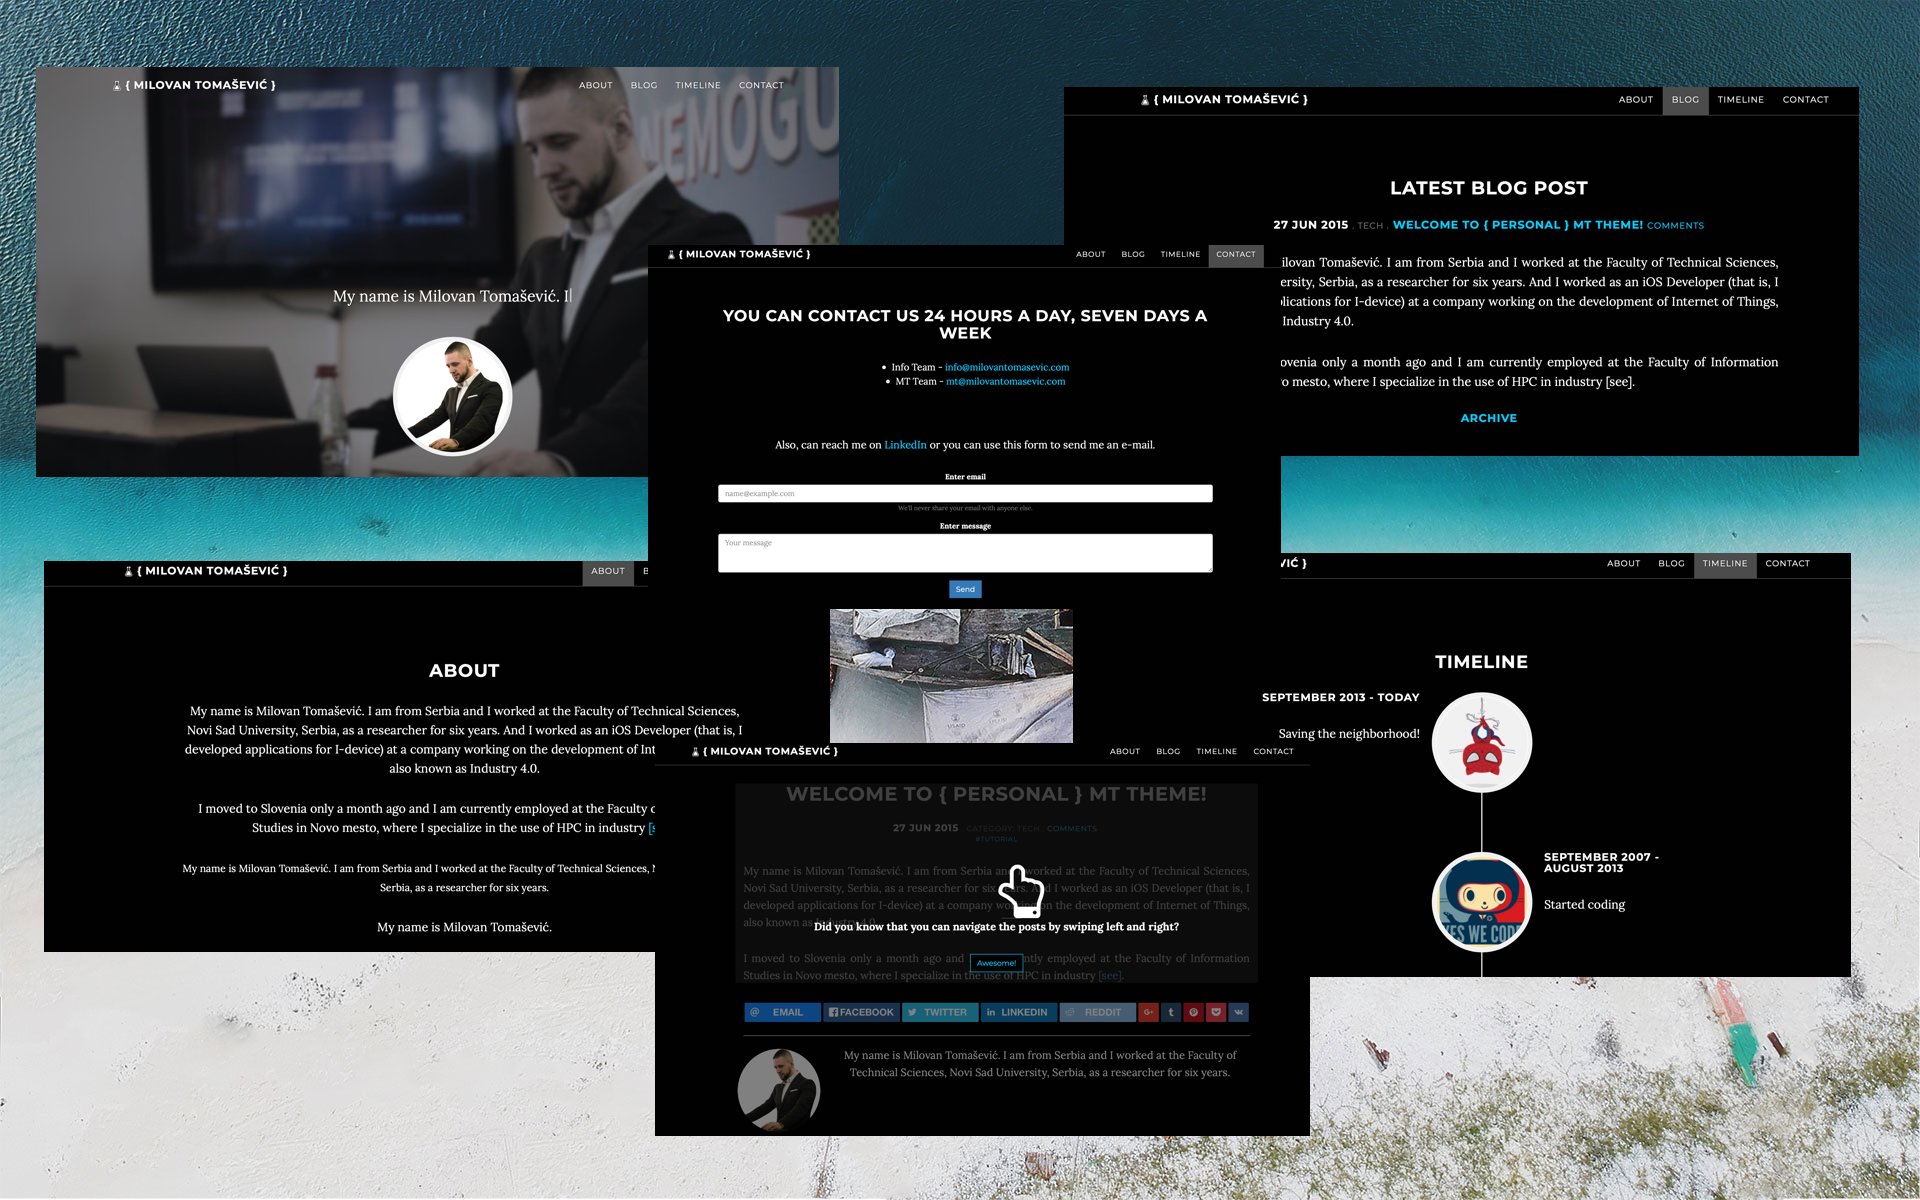 { MILOVAN TOMAŠEVIĆ }
ABOUT BLOG TIMELINE CONTACT
NEMOGU
My name is Milovan Tomašević. I
{ MILOVAN TOMAŠEVIĆ }
ABOUT BLOG TIMELINE CONTACT
LATEST BLOG POST
27 JUN 2015 . TECH . WELCOME TO { PERSONAL } MT THEME! COMMENTS
ilovan Tomašević. I am from Serbia and I worked at the Faculty of Technical Sciences,
ersity, Serbia, as a researcher for six years. And I worked as an iOS Developer (that is, I
plications for I-device) at a company working on the development of Internet of Things,
Industry 4.0.
ovenia only a month ago and I am currently employed at the Faculty of Information
o mesto, where I specialize in the use of HPC in industry [see].
ARCHIVE
{ MILOVAN TOMAŠEVIĆ }
ABOUT BLOG TIMELINE CONTACT
YOU CAN CONTACT US 24 HOURS A DAY, SEVEN DAYS A
WEEK
• Info Team - info@milovantomasevic.com
• MT Team - mt@milovantomasevic.com
Also, can reach me on LinkedIn or you can use this form to send me an e-mail.
Enter email
name@example.com
We'll never share your email with anyone else.
Enter message
Your message
Send
USAID
{ MILOVAN TOMAŠEVIĆ }
ABOUT B
ABOUT
My name is Milovan Tomašević. I am from Serbia and I worked at the Faculty of Technical Sciences,
Novi Sad University, Serbia, as a researcher for six years. And I worked as an iOS Developer (that is, I
developed applications for I-device) at a company working on the development of Int
also known as Industry 4.0.
I moved to Slovenia only a month ago and I am currently employed at the Faculty o
Studies in Novo mesto, where I specialize in the use of HPC in industry [s
My name is Milovan Tomašević. I am from Serbia and I worked at the Faculty of Technical Sciences, N
Serbia, as a researcher for six years.
My name is Milovan Tomašević.
VIĆ }
ABOUT BLOG TIMELINE CONTACT
TIMELINE
SEPTEMBER 2013 - TODAY
Saving the neighborhood!
SEPTEMBER 2007 -
AUGUST 2013
Started coding
YES WE CODE
{ MILOVAN TOMAŠEVIĆ }
ABOUT BLOG TIMELINE CONTACT
WELCOME TO { PERSONAL } MT THEME!
27 JUN 2015 . CATEGORY: TECH . COMMENTS
#TUTORIAL
My name is Milovan Tomašević. I am from Serbia and worked at the Faculty of Technical Sciences,
Novi Sad University, Serbia, as a researcher for six years. And I worked as an iOS Developer (that is, I
developed applications for I-device) at a company working on the development of Internet of Things,
also known as Industry 4.0.
Did you know that you can navigate the posts by swiping left and right?
I moved to Slovenia only a month ago and ntly employed at the Faculty of Information
Awesome!
Studies in Novo mesto, where I specialize in the use of HPC in industry [see].
EMAIL FACEBOOK TWITTER LINKEDIN REDDIT
My name is Milovan Tomašević. I am from Serbia and I worked at the Faculty of
Technical Sciences, Novi Sad University, Serbia, as a researcher for six years.